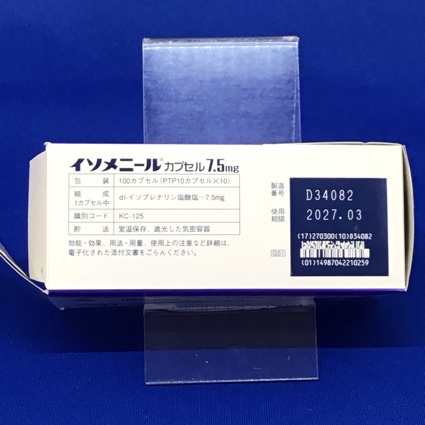 イソメニール®カプセル7.5mg
包装 100カプセル(PTP10カプセル×10)
組成 1カプセル中 dl-イソプレナリン塩酸塩…7.5mg
識別コード KC-125
貯法 室温保存、遮光した気密容器
効能・効果、用法・用量、使用上の注意など詳細は、
電子化された添付文書をごらんください。
製造番号 D34082
使用期限 2027.03
(17)270300(10)D34082
(01)14987042210259
GS1